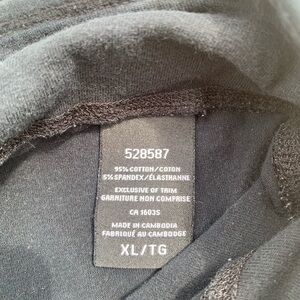 528587
95% COTTON/COTON
5% SPANDEX/ÉLASTHANNE
EXCLUSIVE OF TRIM
GARNITURE NON COMPRISE
CA 16035
MADE IN CAMBODIA
FABRIQUÉ AU CAMBODGE
XL/TG